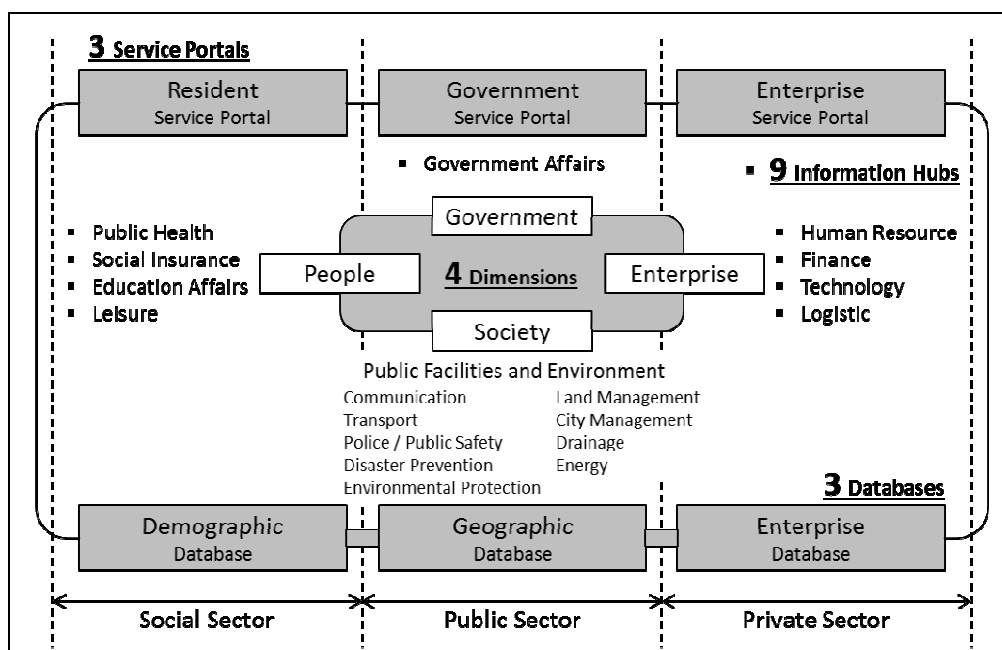 3 Service Portals
Resident
Service Portal
Government
Service Portal
Enterprise
Service Portal
▪ Government Affairs
▪ 9 Information Hubs
▪ Public Health
▪ Social Insurance
▪ Education Affairs
▪ Leisure
Government
People
4 Dimensions
Enterprise
Society
▪ Human Resource
▪ Finance
▪ Technology
▪ Logistic
Public Facilities and Environment
Communication
Transport
Police / Public Safety
Disaster Prevention
Environmental Protection
Land Management
City Management
Drainage
Energy
3 Databases
Demographic
Database
Geographic
Database
Enterprise
Database
Social Sector
Public Sector
Private Sector